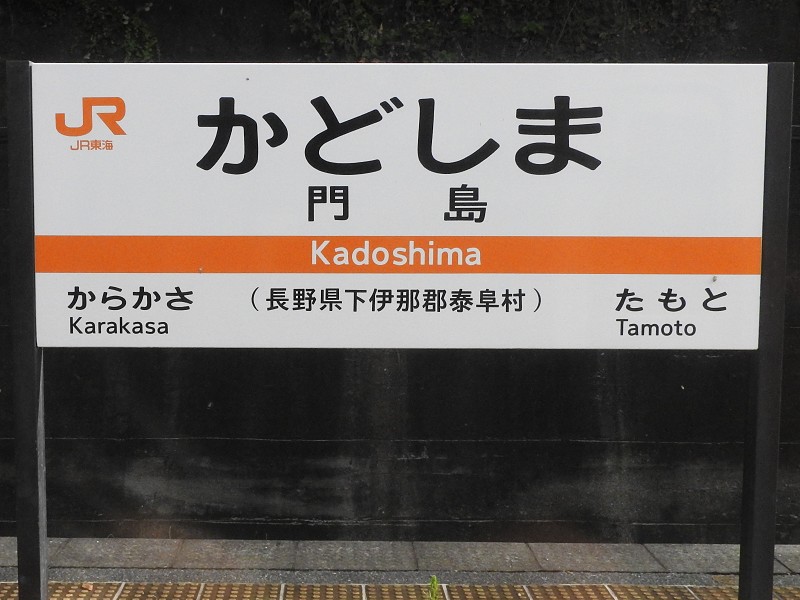 JR
JR東海
かどしま
門島
Kadoshima
からかさ
Karakasa
(長野県下伊那郡泰阜村)
たもと
Tamoto